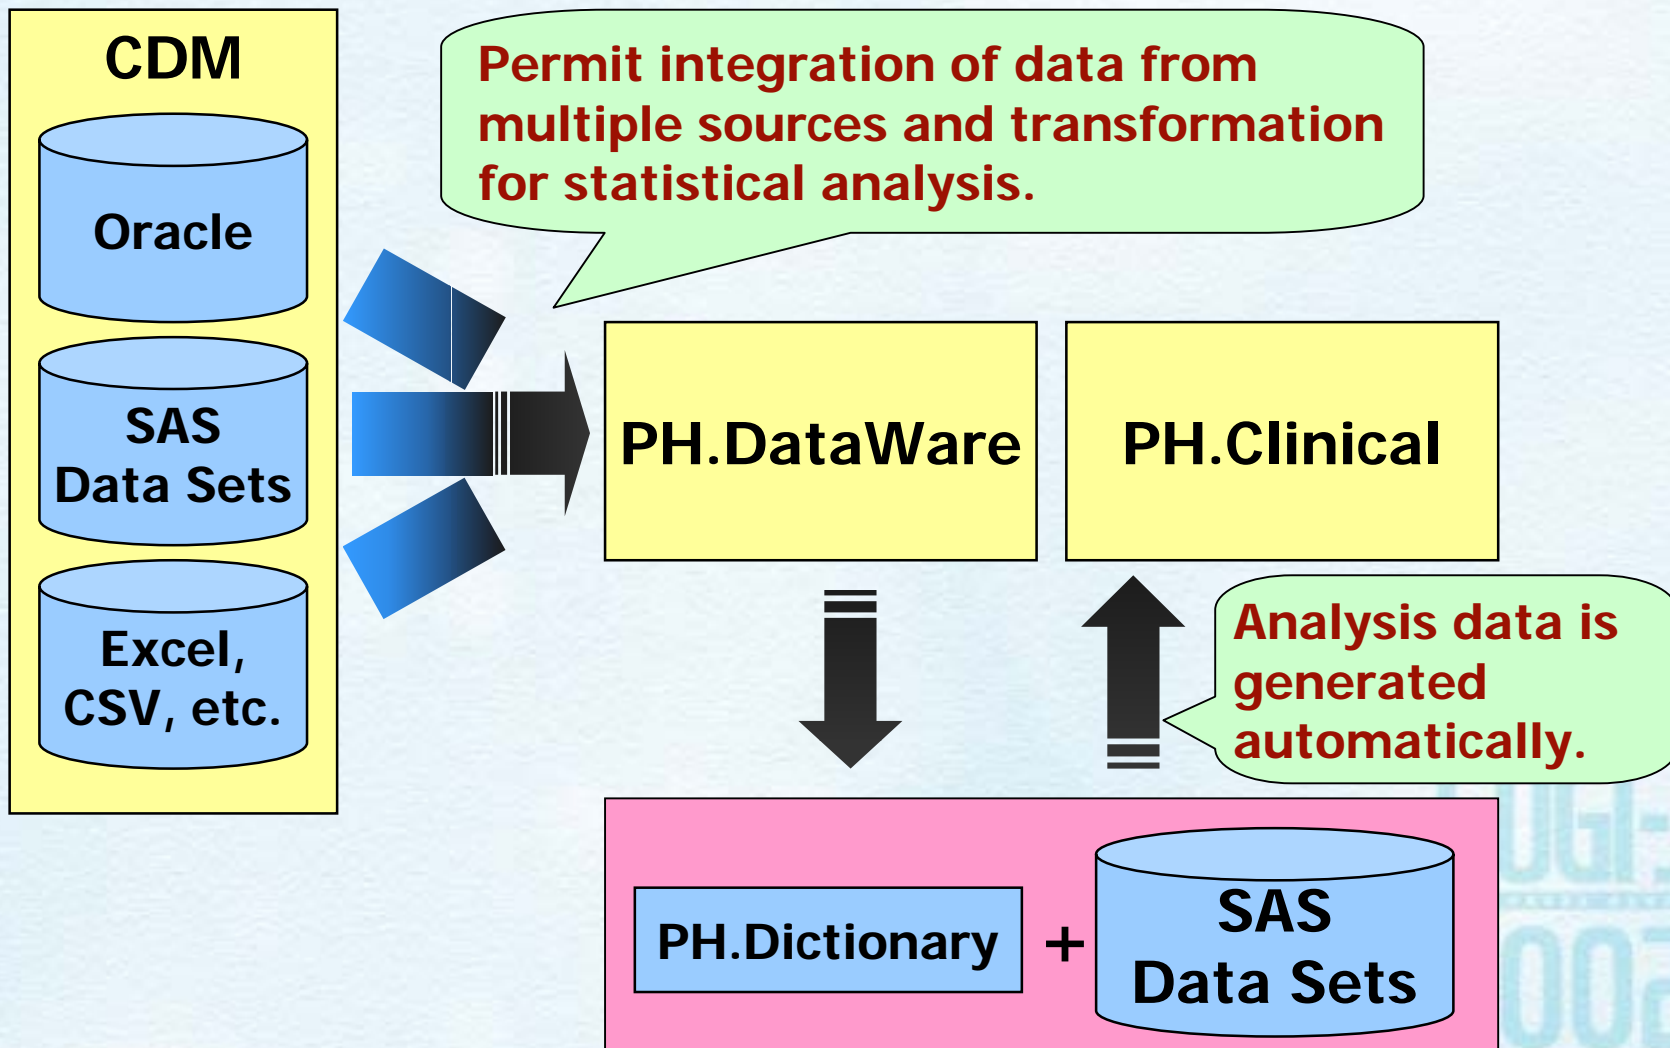 CDM
Oracle
SAS
Data Sets
Excel,
CSV, etc.
Permit integration of data from
multiple sources and transformation
for statistical analysis.
PH.DataWare
PH.Clinical
Analysis data is
generated
automatically.
PH.Dictionary
+
SAS
Data Sets